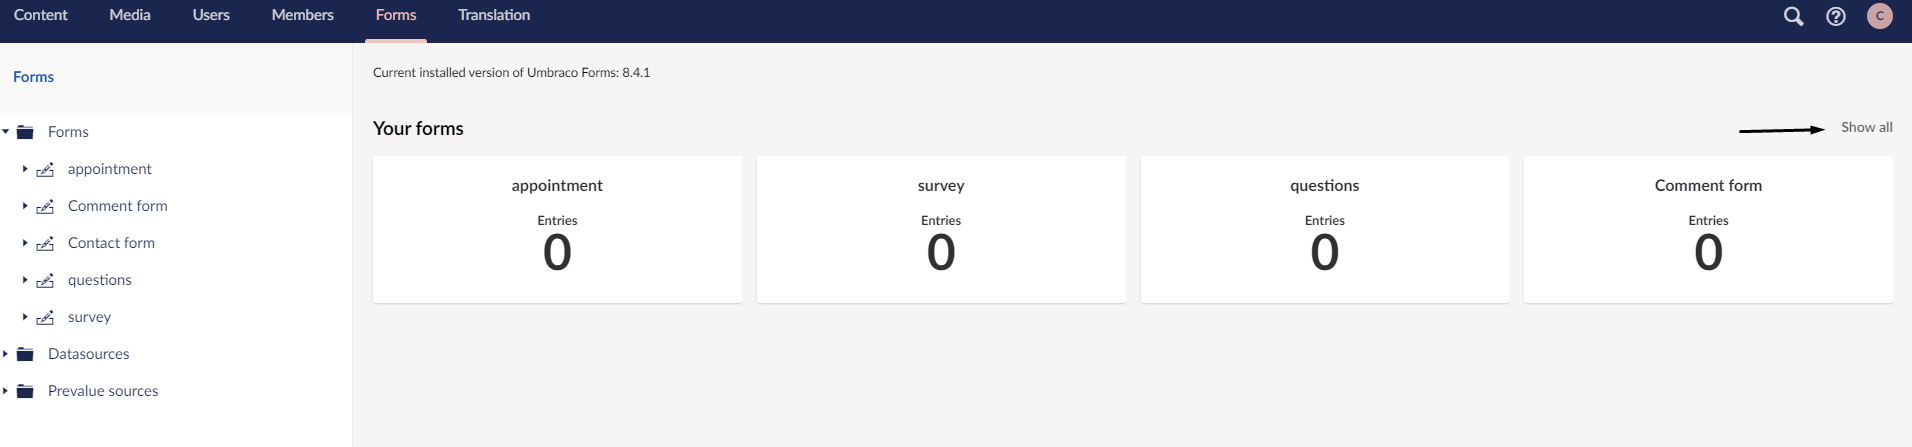 Content Media Users Members Forms Translation
C
Forms
Forms
appointment
Comment form
Contact form
questions
survey
Datasources
Prevalue sources
Current installed version of Umbraco Forms: 8.4.1
Your forms
Show all
appointment
Entries
0
survey
Entries
0
questions
Entries
0
Comment form
Entries
0